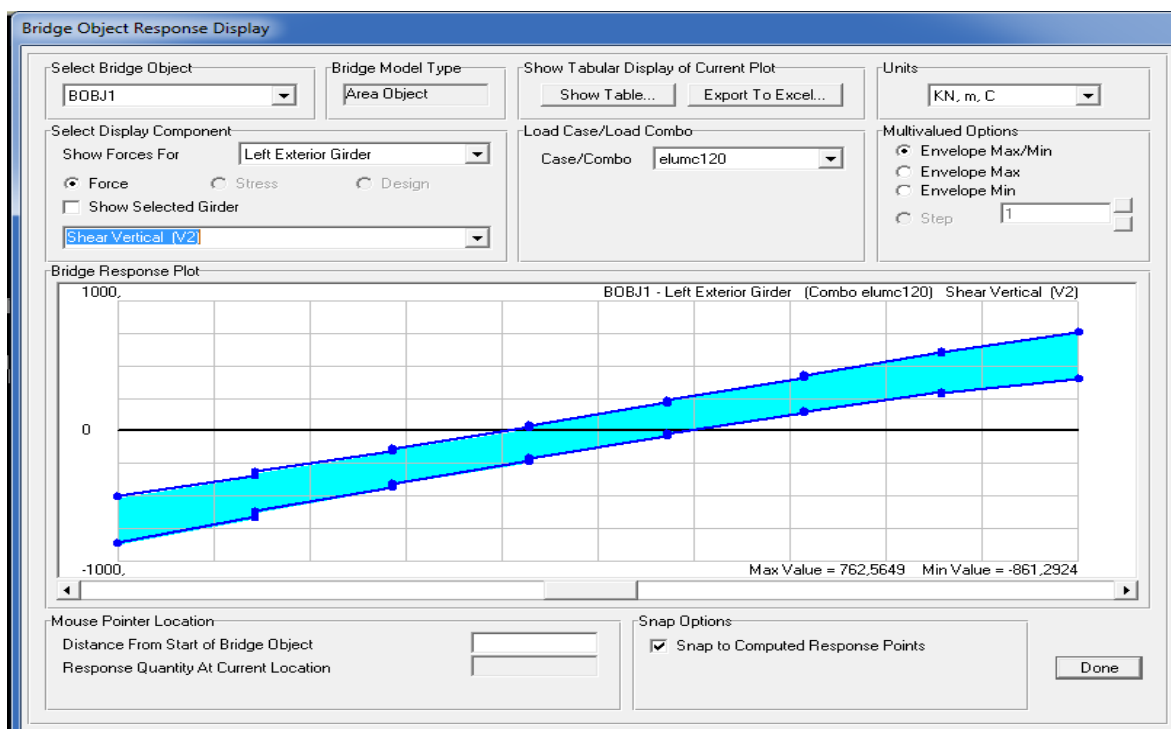 Bridge Object Response Display
Select Bridge Object
BOBJ1
Bridge Model Type
Area Object
Show Tabular Display of Current Plot
Show Table...
Export To Excel...
Units
KN, m, C
Select Display Component
Show Forces For
Left Exterior Girder
Force
Stress
Design
Show Selected Girder
Shear Vertical (V2)
Load Case/Load Combo
Case/Combo
elumc120
Multivalued Options
Envelope Max/Min
Envelope Max
Envelope Min
Step
1
Bridge Response Plot
1000,
BOBJ1 - Left Exterior Girder (Combo elumc120) Shear Vertical (V2)
0
-1000,
Max Value = 762,5649 Min Value = -861,2924
Mouse Pointer Location
Distance From Start of Bridge Object
Response Quantity At Current Location
Snap Options
Snap to Computed Response Points
Done